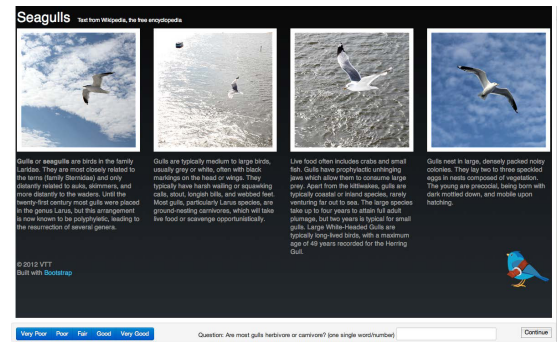 Seagulls Text from Wikipedia, the free encyclopedia
Gulls or seagulls are birds in the family
Laridae. They are most closely related to
the terns (family Sternidae) and only
distantly related to auks, skimmers, and
more distantly to the waders. Until the
twenty-first century most gulls were placed
in the genus Larus, but this arrangement
is now known to be polyphyletic, leading to
the resurrection of several genera.
Gulls are typically medium to large birds,
usually grey or white, often with black
markings on the head or wings. They
typically have harsh wailing or squawking
calls, stout, longish bills, and webbed feet.
Most gulls, particularly Larus species, are
ground-nesting carnivores, which will take
live food or scavenge opportunistically.
Live food often includes crabs and small
fish. Gulls have prophylactic unhinging
jaws which allow them to consume large
prey. Apart from the kittiwakes, gulls are
typically coastal or inland species, rarely
venturing far out to sea. The large species
take up to four years to attain full adult
plumage, but two years is typical for small
gulls. Large White-Headed Gulls are
typically long-lived birds, with a maximum
age of 49 years recorded for the Herring
Gull.
Gulls nest in large, densely packed noisy
colonies. They lay two to three speckled
eggs in nests composed of vegetation.
The young are precocial, being born with
dark mottled down, and mobile upon
hatching.
© 2012 VTT
Built with Bootstrap
Very Poor Poor Fair Good Very Good
Question: Are most gulls herbivore or carnivore? (one single word/number)
Continue